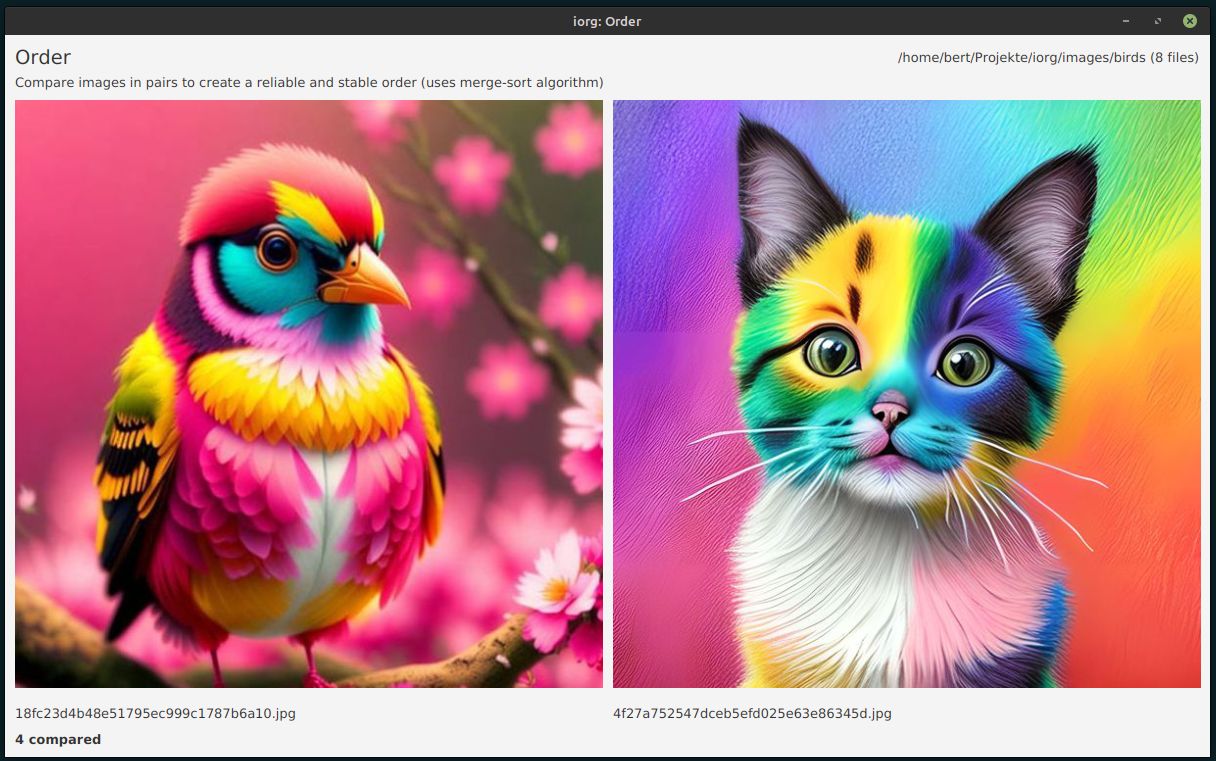 iorg: Order
Order
/home/bert/Projekte/iorg/images/birds (8 files)
Compare images in pairs to create a reliable and stable order (uses merge-sort algorithm)
18fc23d4b48e51795ec999c1787b6a10.jpg
4f27a752547dceb5efd025e63e86345d.jpg
4 compared